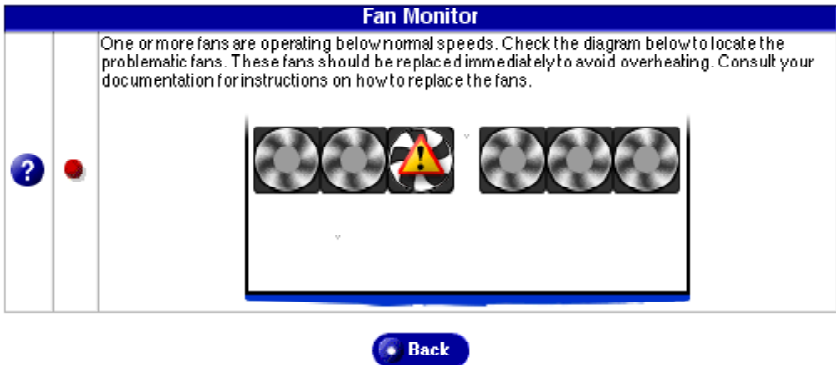 Fan Monitor
One or more fans are operating below normal speeds. Check the diagram below to locate the
problematic fans. These fans should be replaced immediately to avoid overheating. Consult your
documentation for instructions on how to replace the fans.
?
!
Back